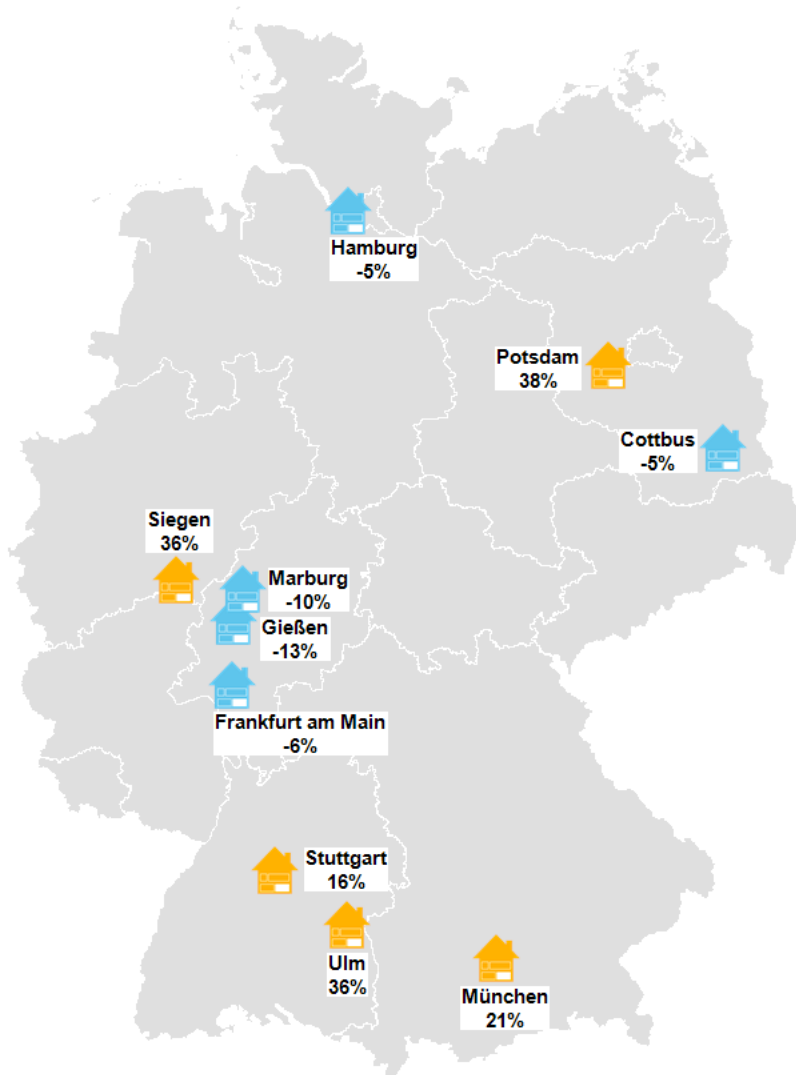 Hamburg
-5%
Potsdam
38%
Cottbus
-5%
Siegen
36%
Marburg
-10%
Gießen
-13%
Frankfurt am Main
-6%
Stuttgart
16%
Ulm
36%
München
21%